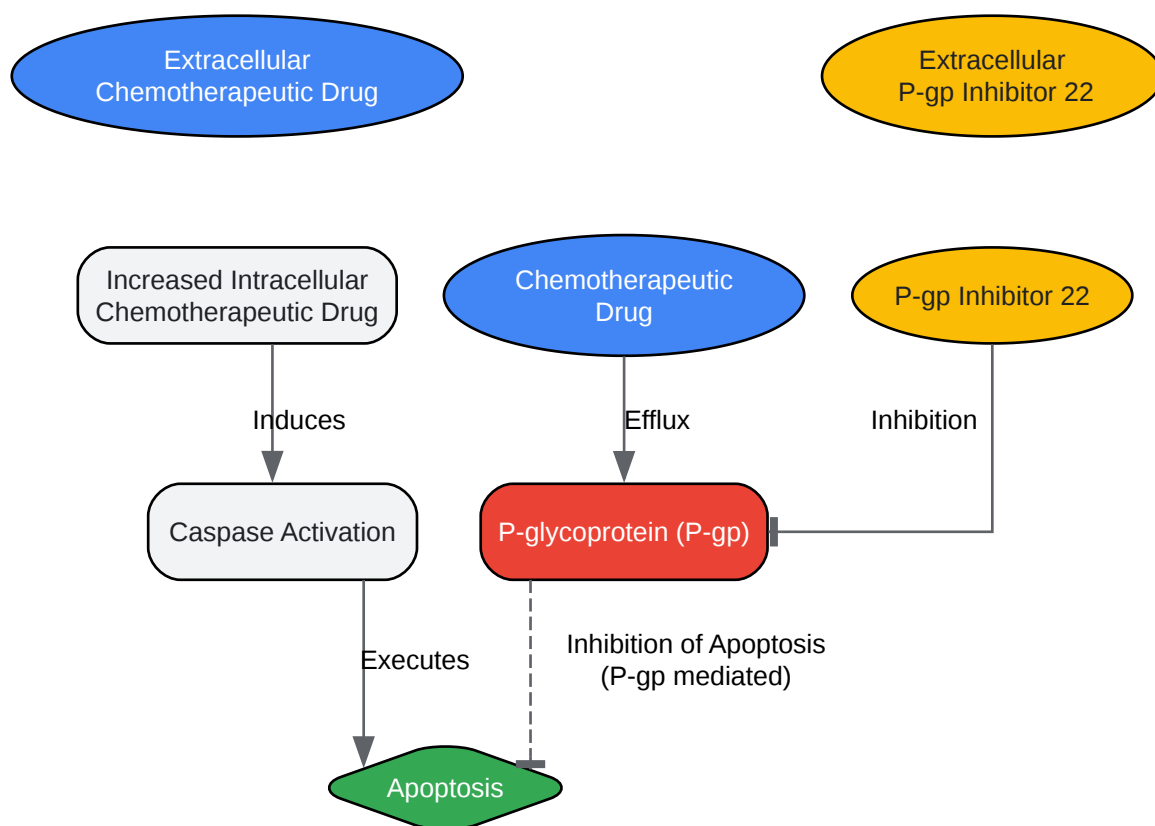 Extracellular
Chemotherapeutic Drug
Extracellular
P-gp Inhibitor 22
Increased Intracellular
Chemotherapeutic Drug
Chemotherapeutic
Drug
P-gp Inhibitor 22
Induces
Efflux
Inhibition
Caspase Activation
P-glycoprotein (P-gp)
Executes
Inhibition of Apoptosis
(P-gp mediated)
Apoptosis